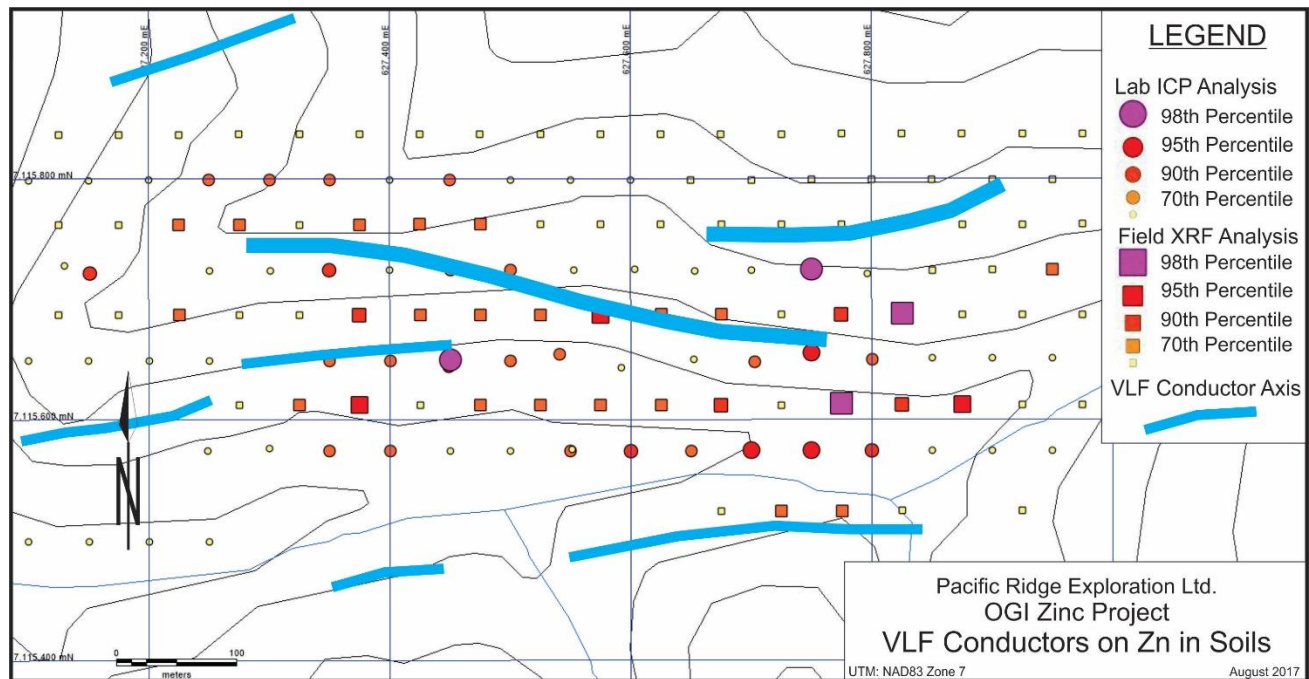 7.200 mE
627.400 mE
627.600 mE
627.800 mE
LEGEND
Lab ICP Analysis
98th Percentile
95th Percentile
90th Percentile
70th Percentile
Field XRF Analysis
98th Percentile
95th Percentile
90th Percentile
70th Percentile
VLF Conductor Axis
7.115.800 mN
7.115.600 mN
N
7.115.400 mN
0
100
meters
Pacific Ridge Exploration Ltd.
OGI Zinc Project
VLF Conductors on Zn in Soils
UTM: NAD83 Zone 7
August 2017